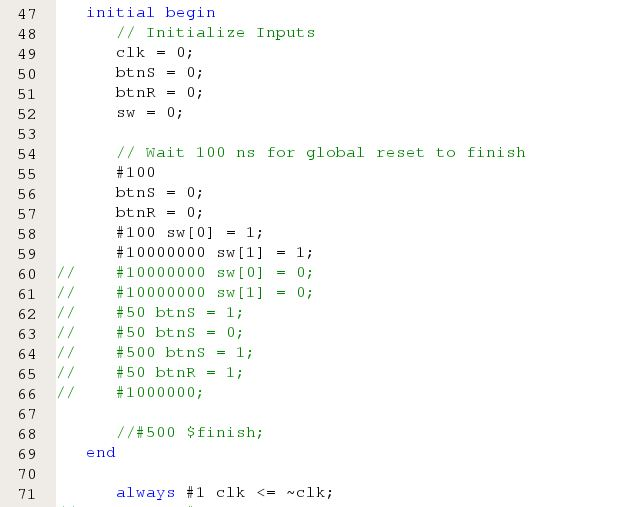 47    initial begin
48       // Initialize Inputs
49       clk = 0;
50       btnS = 0;
51       btnR = 0;
52       sw = 0;
53
54       // Wait 100 ns for global reset to finish
55       #100
56       btnS = 0;
57       btnR = 0;
58       #100 sw[0] = 1;
59       #10000000 sw[1] = 1;
60 //    #10000000 sw[0] = 0;
61 //    #10000000 sw[1] = 0;
62 //    #50 btnS = 1;
63 //    #50 btnS = 0;
64 //    #500 btnS = 1;
65 //    #50 btnR = 1;
66 //    #1000000;
67
68       //#500 $finish;
69    end
70
71       always #1 clk <= ~clk;